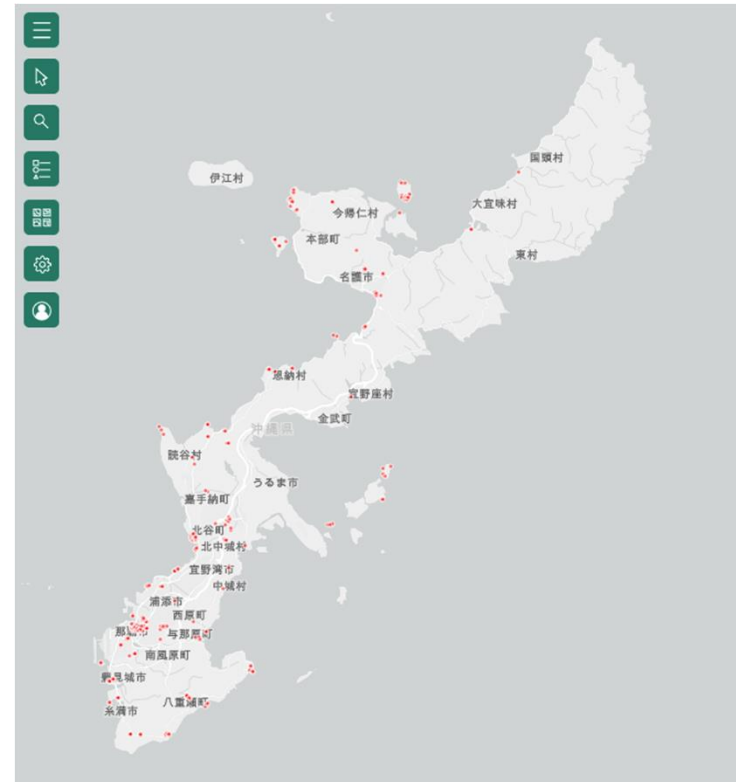 国頭村
伊江村
大宜味村
今帰仁村
本部町
東村
名護市
恩納村
宜野座村
金武町
沖縄県
読谷村
うるま市
嘉手納町
北谷町
北中城村
宜野湾市
中城村
浦添市
西原町
与那原町
南風原町
豊見城市
八重瀬町
糸満市